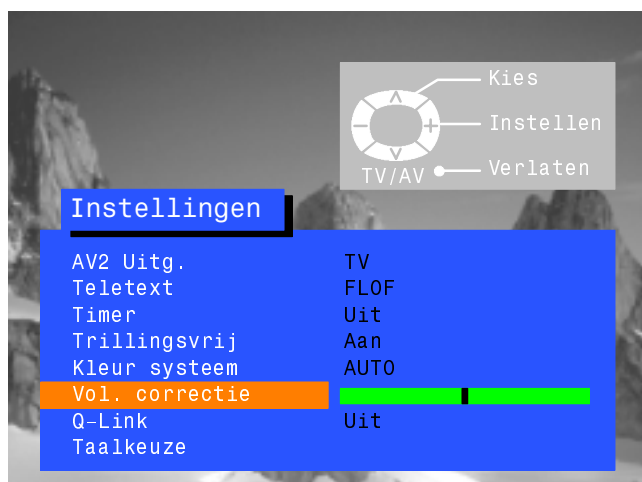 Kies
Instellen
TV/AV Verlaten
Instellingen
AV2 Uitg. TV
Teletext FLOF
Timer Uit
Trillingsvrij Aan
Kleur systeem AUTO
Vol. correctie
Q-Link Uit
Taalkeuze